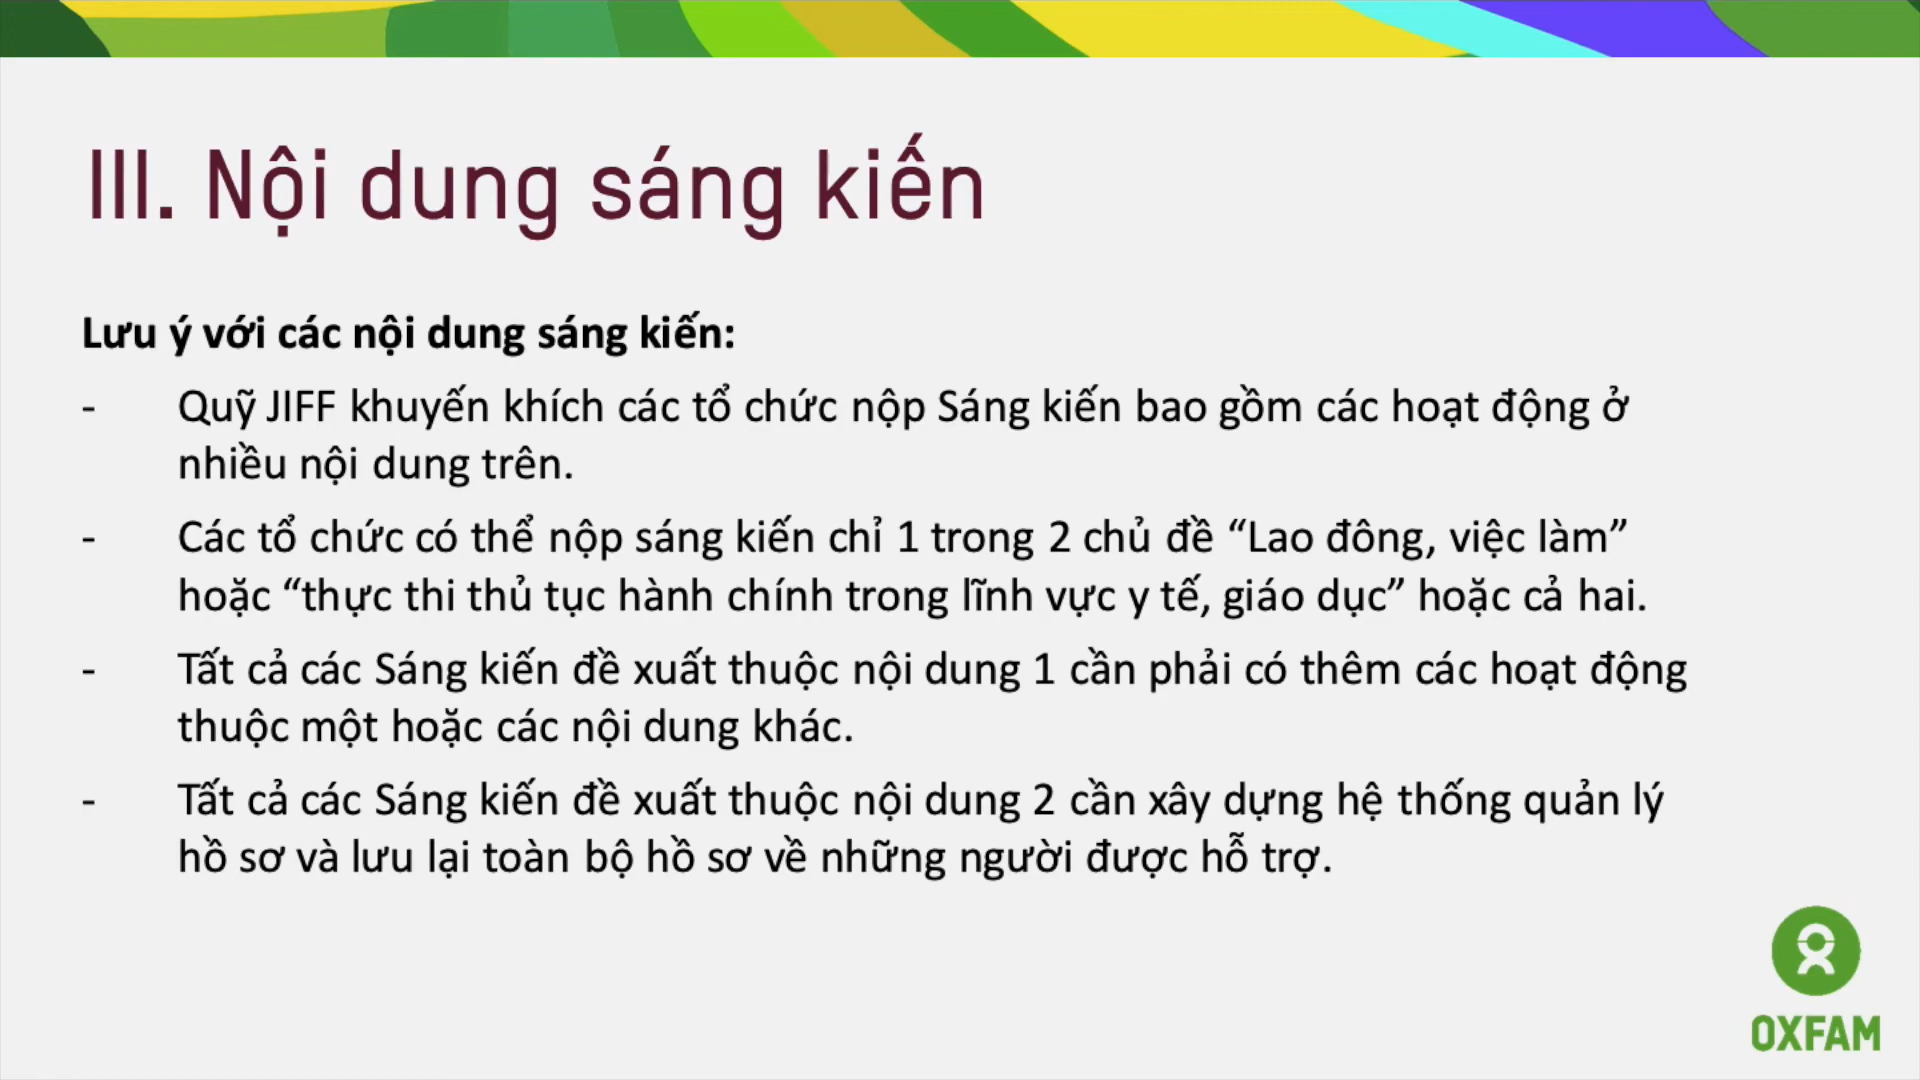 III. Nội dung sáng kiến
Lưu ý với các nội dung sáng kiến:
- Quỹ JIFF khuyến khích các tổ chức nộp Sáng kiến bao gồm các hoạt động ở
nhiều nội dung trên.
- Các tổ chức có thể nộp sáng kiến chỉ 1 trong 2 chủ đề “Lao đông, việc làm”
hoặc “thực thi thủ tục hành chính trong lĩnh vực y tế, giáo dục” hoặc cả hai.
- Tất cả các Sáng kiến đề xuất thuộc nội dung 1 cần phải có thêm các hoạt động
thuộc một hoặc các nội dung khác.
- Tất cả các Sáng kiến đề xuất thuộc nội dung 2 cần xây dựng hệ thống quản lý
hồ sơ và lưu lại toàn bộ hồ sơ về những người được hỗ trợ.
OXFAM